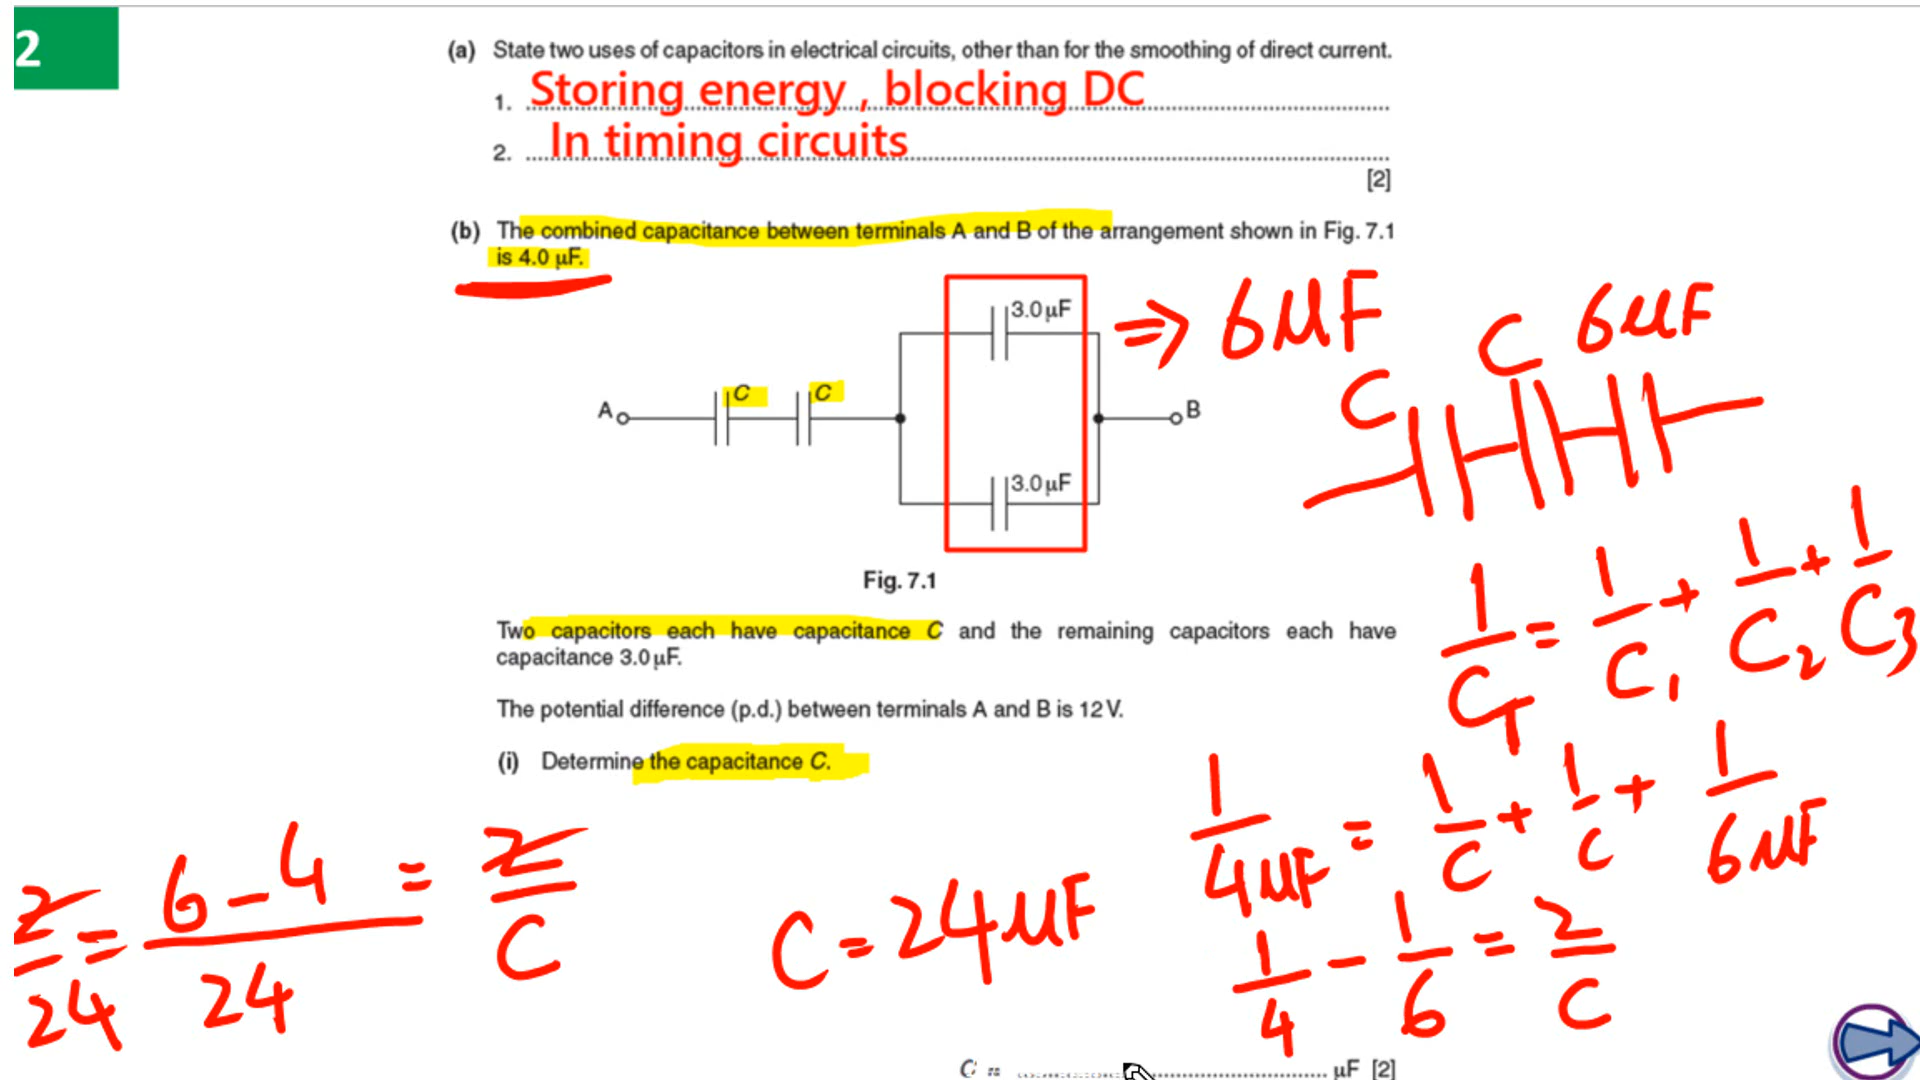 2
(a) State two uses of capacitors in electrical circuits, other than for the smoothing of direct current.
1. Storing energy , blocking DC
2. In timing circuits
[2]
(b) The combined capacitance between terminals A and B of the arrangement shown in Fig. 7.1
is 4.0 μF.
3.0 μF
⇒ 6μF
C C 6μF
A C C B
3.0 μF
Fig. 7.1
1/C_T = 1/C_1 + 1/C_2 + 1/C_3
Two capacitors each have capacitance C and the remaining capacitors each have
capacitance 3.0 μF.
The potential difference (p.d.) between terminals A and B is 12 V.
(i) Determine the capacitance C.
1/4μF = 1/C + 1/C + 1/6μF
1/4 - 1/6 = 2/C
2/24 = 6-4/24 = 2/C
C = 24μF
C = ........ μF [2]